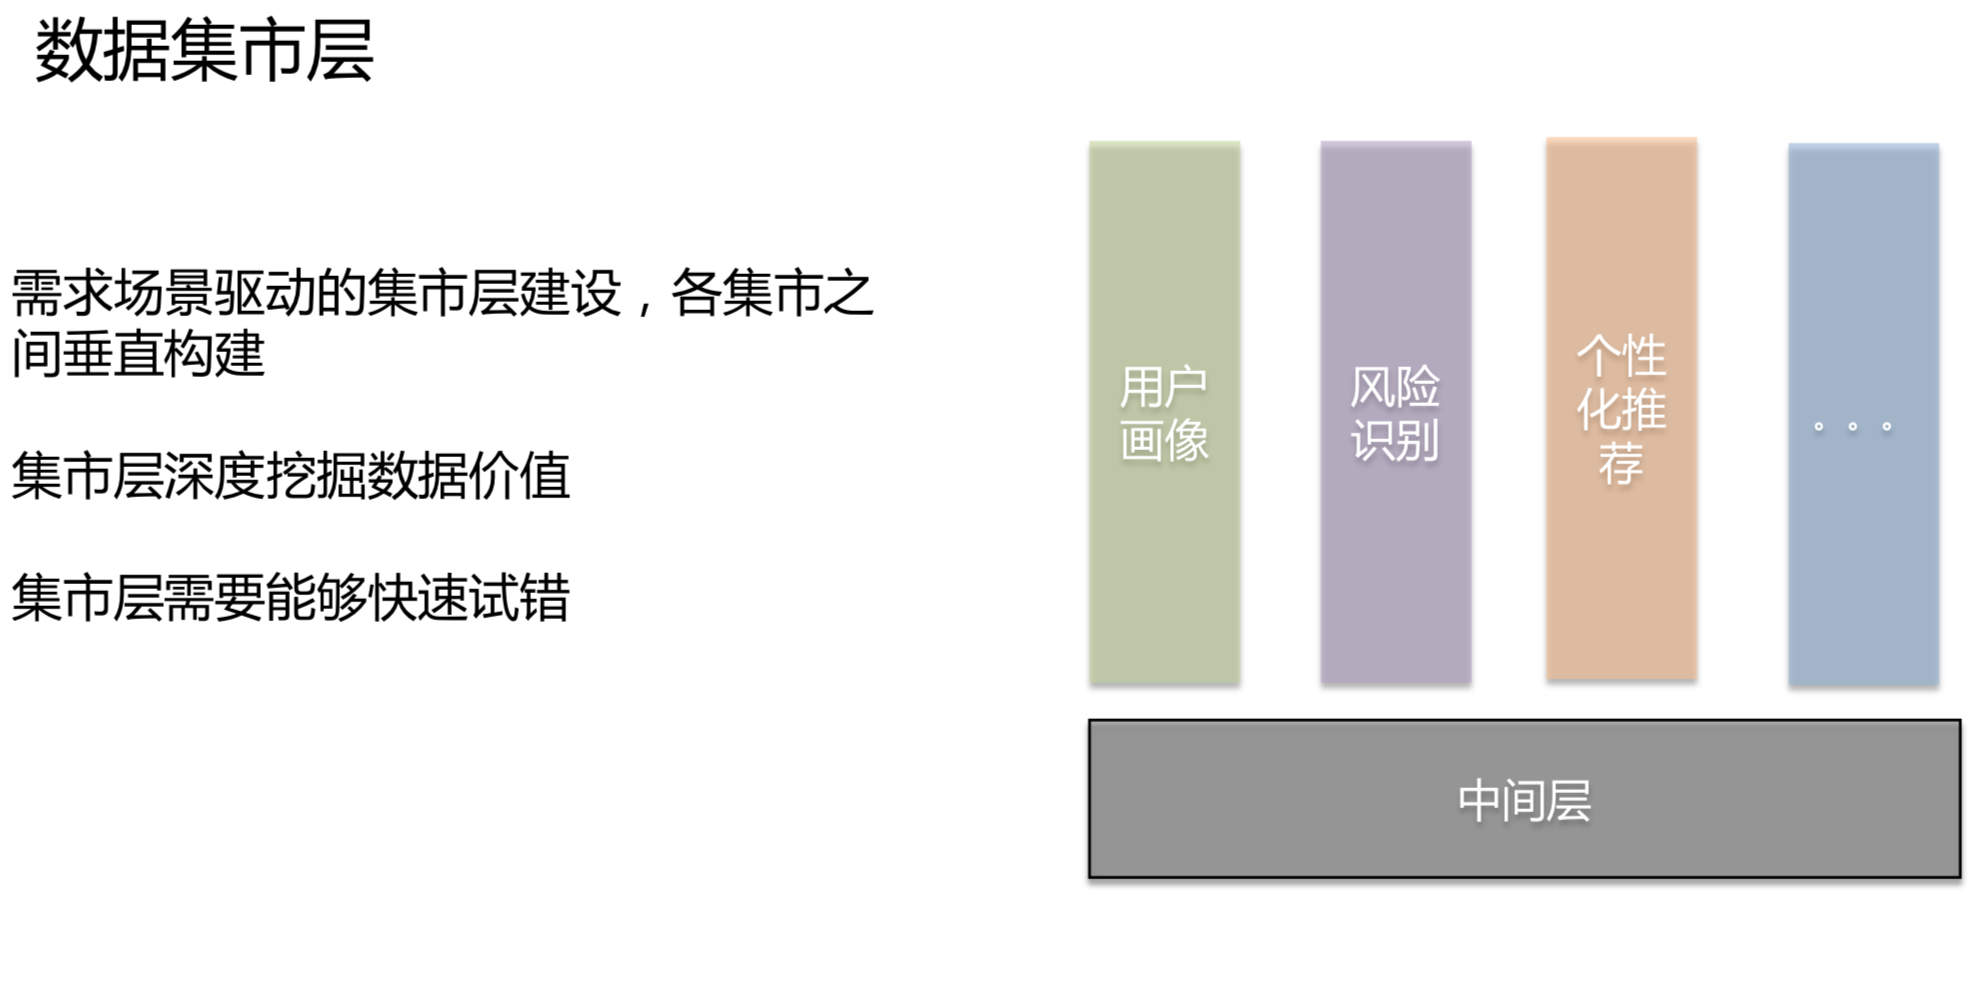 数据集市层
需求场景驱动的集市层建设，各集市之
间垂直构建
集市层深度挖掘数据价值
集市层需要能够快速试错
用户
画像
风险
识别
个性
化推
荐
。。。
中间层